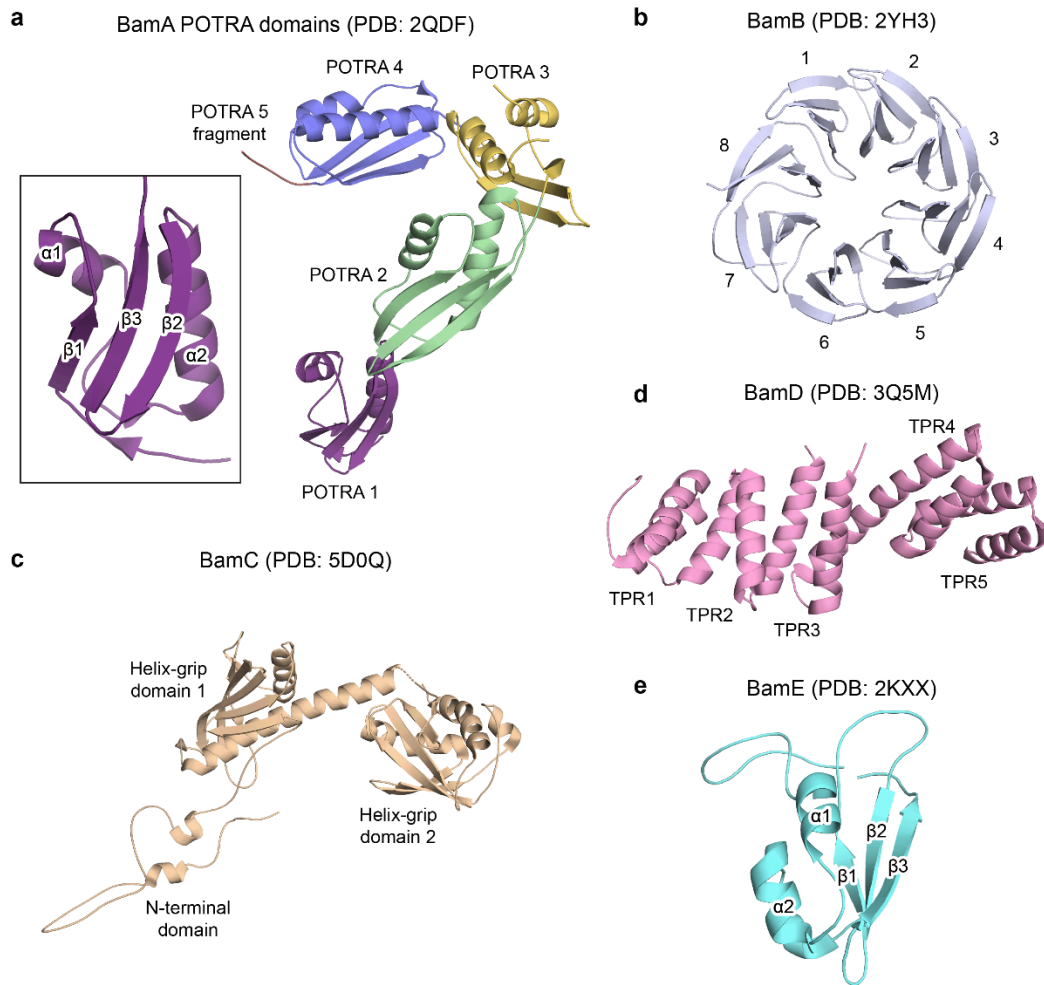 a
BamA POTRA domains (PDB: 2QDF)
POTRA 4
POTRA 3
POTRA 5
fragment
POTRA 2
POTRA 1
α1
β3
β2
β1
α2
b
BamB (PDB: 2YH3)
1
2
3
4
5
6
7
8
c
BamC (PDB: 5D0Q)
Helix-grip
domain 1
Helix-grip
domain 2
N-terminal
domain
d
BamD (PDB: 3Q5M)
TPR4
TPR1
TPR2
TPR3
TPR5
e
BamE (PDB: 2KXX)
α1
β2
β1
β3
α2